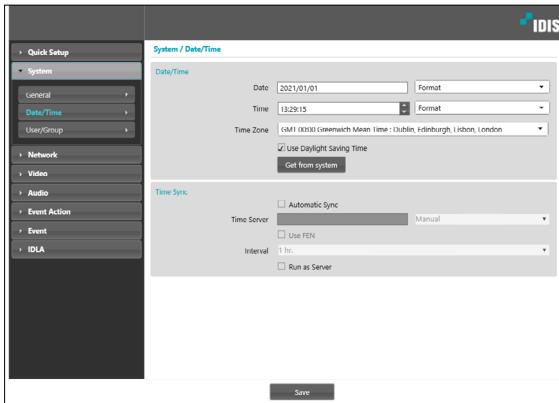 IDIS
Quick Setup
System
General
Date/Time
User/Group
Network
Video
Audio
Event Action
Event
IDLA
System / Date/Time
Date/Time
Date 2021/01/01 Format
Time 13:29:15 Format
Time Zone GMT 00:00 Greenwich Mean Time : Dublin, Edinburgh, Lisbon, London
Use Daylight Saving Time
Get from system
Time Sync
Automatic Sync
Time Server Manual
Use FEN
Interval 1 hr.
Run as Server
Save